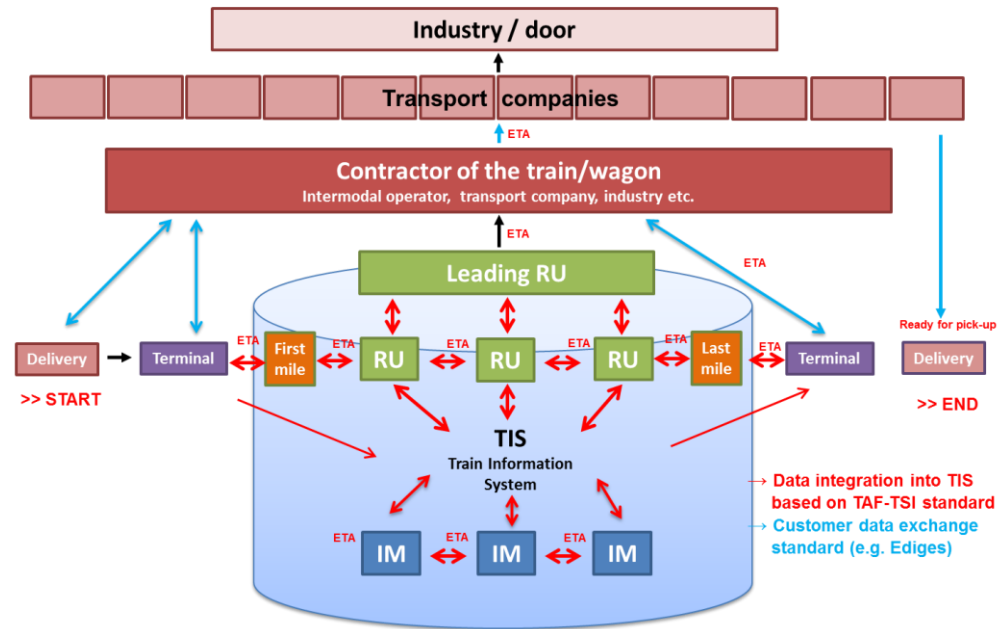 Industry / door
Transport companies
ETA
Contractor of the train/wagon
Intermodal operator, transport company, industry etc.
ETA
ETA
Leading RU
Ready for pick-up
Delivery
Terminal
ETA
First
mile
ETA
RU
ETA
RU
ETA
RU
ETA
Last
mile
ETA
Terminal
Delivery
>> START
>> END
TIS
Train Information
System
→ Data integration into TIS
based on TAF-TSI standard
→ Customer data exchange
standard (e.g. Ediges)
ETA
IM
ETA
IM
ETA
IM